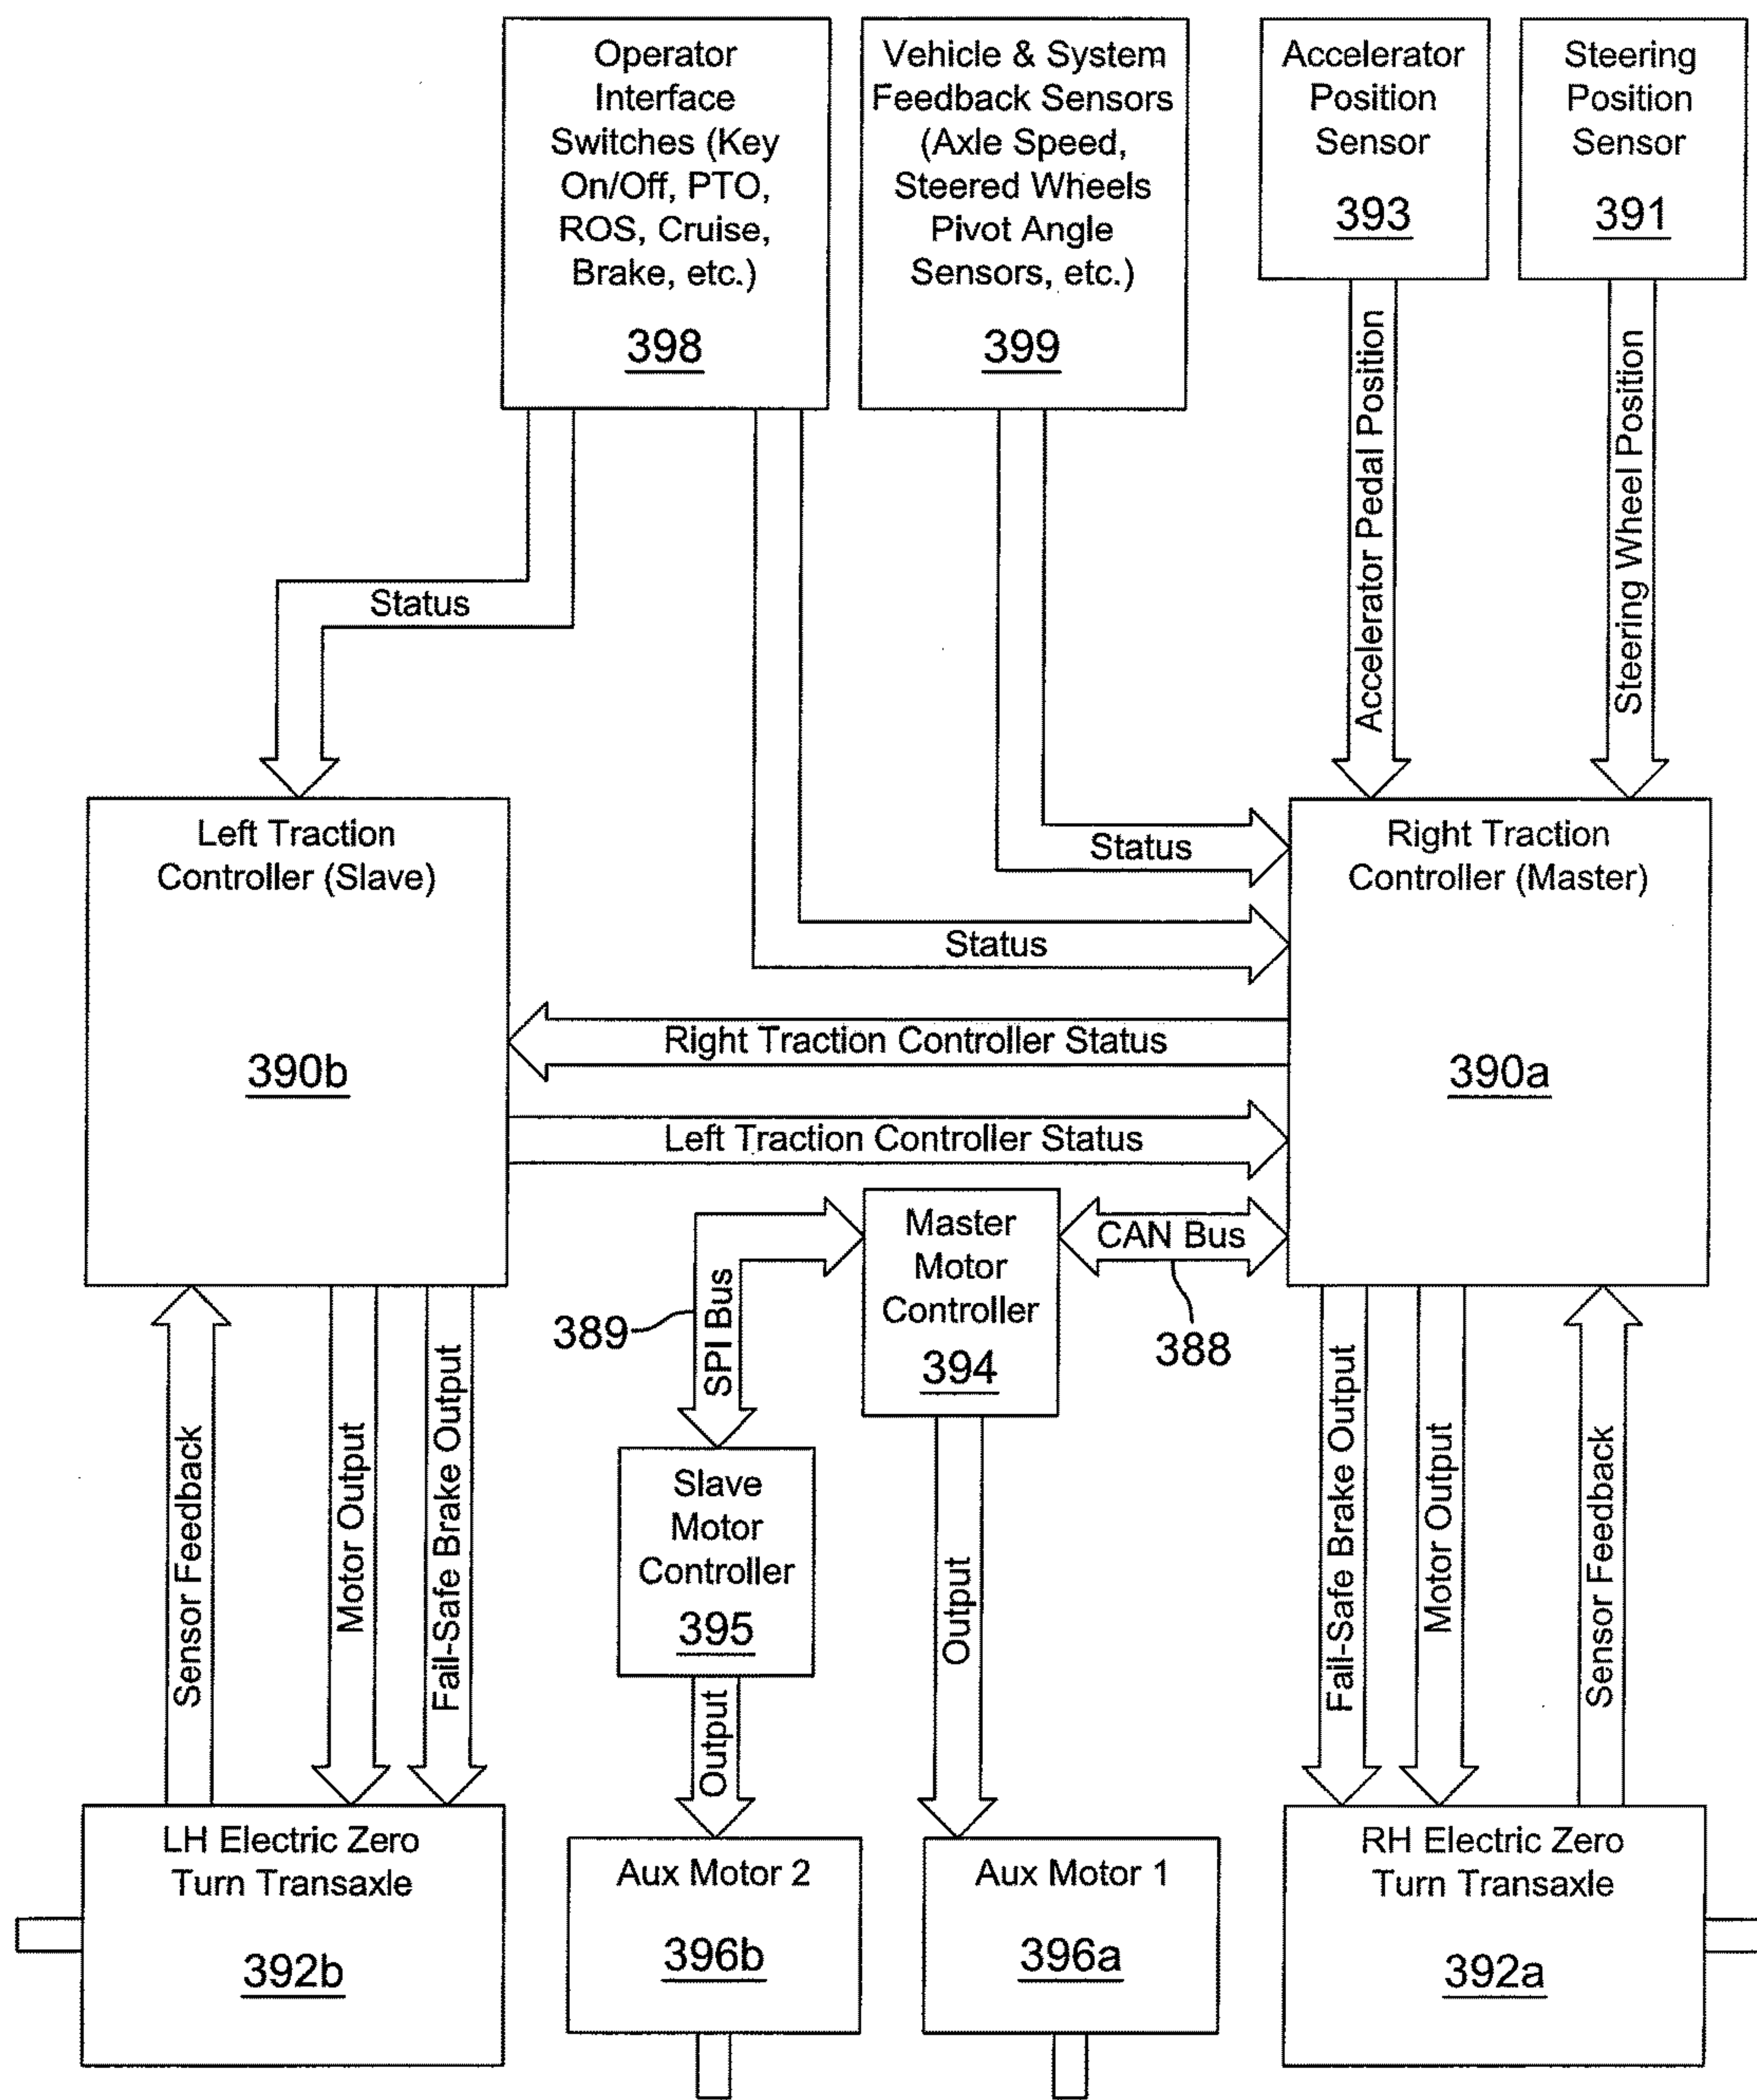 Operator
Interface
Switches (Key
On/Off, PTO,
ROS, Cruise,
Brake, etc.)
398
Vehicle & System
Feedback Sensors
(Axle Speed,
Steered Wheels
Pivot Angle
Sensors, etc.)
399
Accelerator
Position
Sensor
393
Steering
Position
Sensor
391
Status
Accelerator Pedal Position
Steering Wheel Position
Left Traction
Controller (Slave)
390b
Status
Status
Right Traction Controller Status
Left Traction Controller Status
Right Traction
Controller (Master)
390a
SPI Bus
389
Master
Motor
Controller
394
CAN Bus
388
Sensor Feedback
Motor Output
Fail-Safe Brake Output
Slave
Motor
Controller
395
Output
Output
Fail-Safe Brake Output
Motor Output
Sensor Feedback
LH Electric Zero
Turn Transaxle
392b
Aux Motor 2
396b
Aux Motor 1
396a
RH Electric Zero
Turn Transaxle
392a